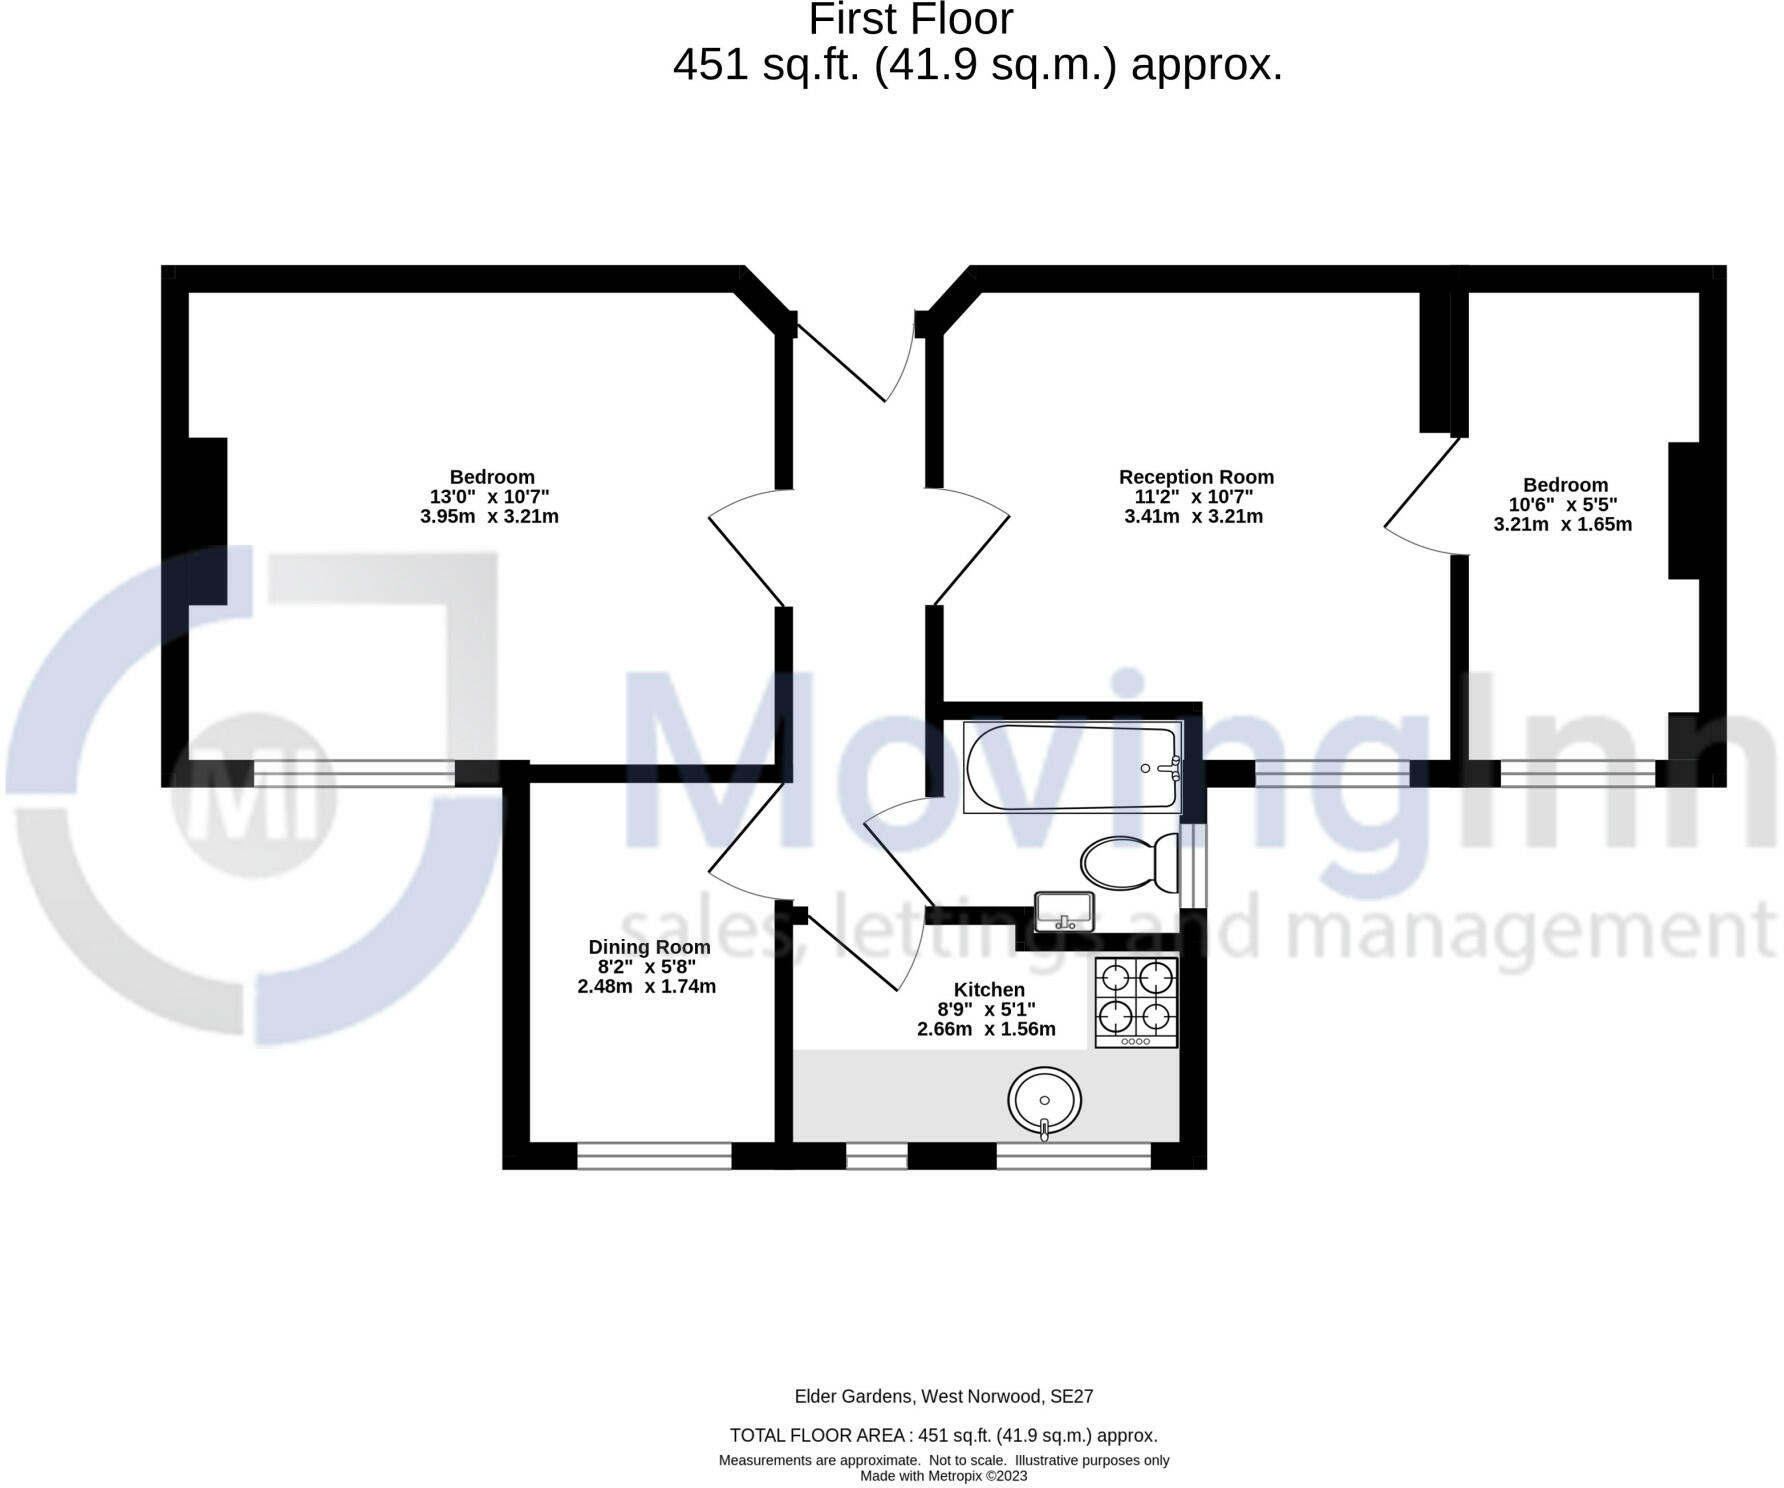 First Floor
451 sq.ft. (41.9 sq.m.) approx.
Bedroom
13'0"  x 10'7"
3.95m  x 3.21m
Reception Room
11'2"  x 10'7"
3.41m  x 3.21m
Bedroom
10'6"  x 5'5"
3.21m  x 1.65m
MI
MovingInn
sales, lettings and management
Dining Room
8'2"  x 5'8"
2.48m  x 1.74m
Kitchen
8'9"  x 5'1"
2.66m  x 1.56m
Elder Gardens, West Norwood, SE27
TOTAL FLOOR AREA : 451 sq.ft. (41.9 sq.m.) approx.
Measurements are approximate.  Not to scale.  Illustrative purposes only
Made with Metropix ©2023